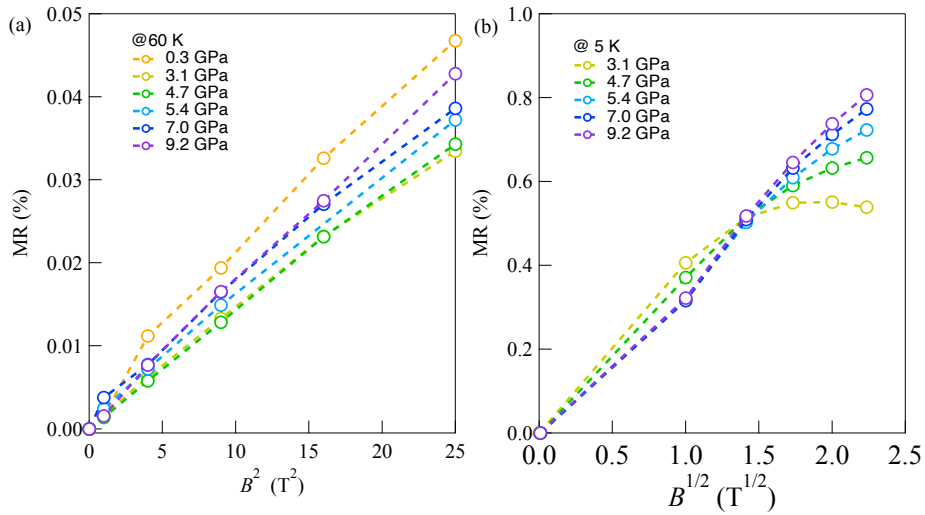 (a)
0.05
0.04
0.03
0.02
0.01
0.00
MR (%)
@60 K
0.3 GPa
3.1 GPa
4.7 GPa
5.4 GPa
7.0 GPa
9.2 GPa
0 5 10 15 20 25
B² (T²)
(b)
1.0
0.8
0.6
0.4
0.2
0.0
MR (%)
@ 5 K
3.1 GPa
4.7 GPa
5.4 GPa
7.0 GPa
9.2 GPa
0.0 0.5 1.0 1.5 2.0 2.5
B^1/2 (T^1/2)